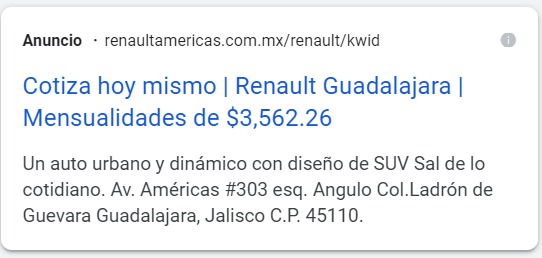 Anuncio · renaultamericas.com.mx/renault/kwid
Cotiza hoy mismo | Renault Guadalajara |
Mensualidades de $3,562.26
Un auto urbano y dinámico con diseño de SUV Sal de lo
cotidiano. Av. Américas #303 esq. Angulo Col.Ladrón de
Guevara Guadalajara, Jalisco C.P. 45110.